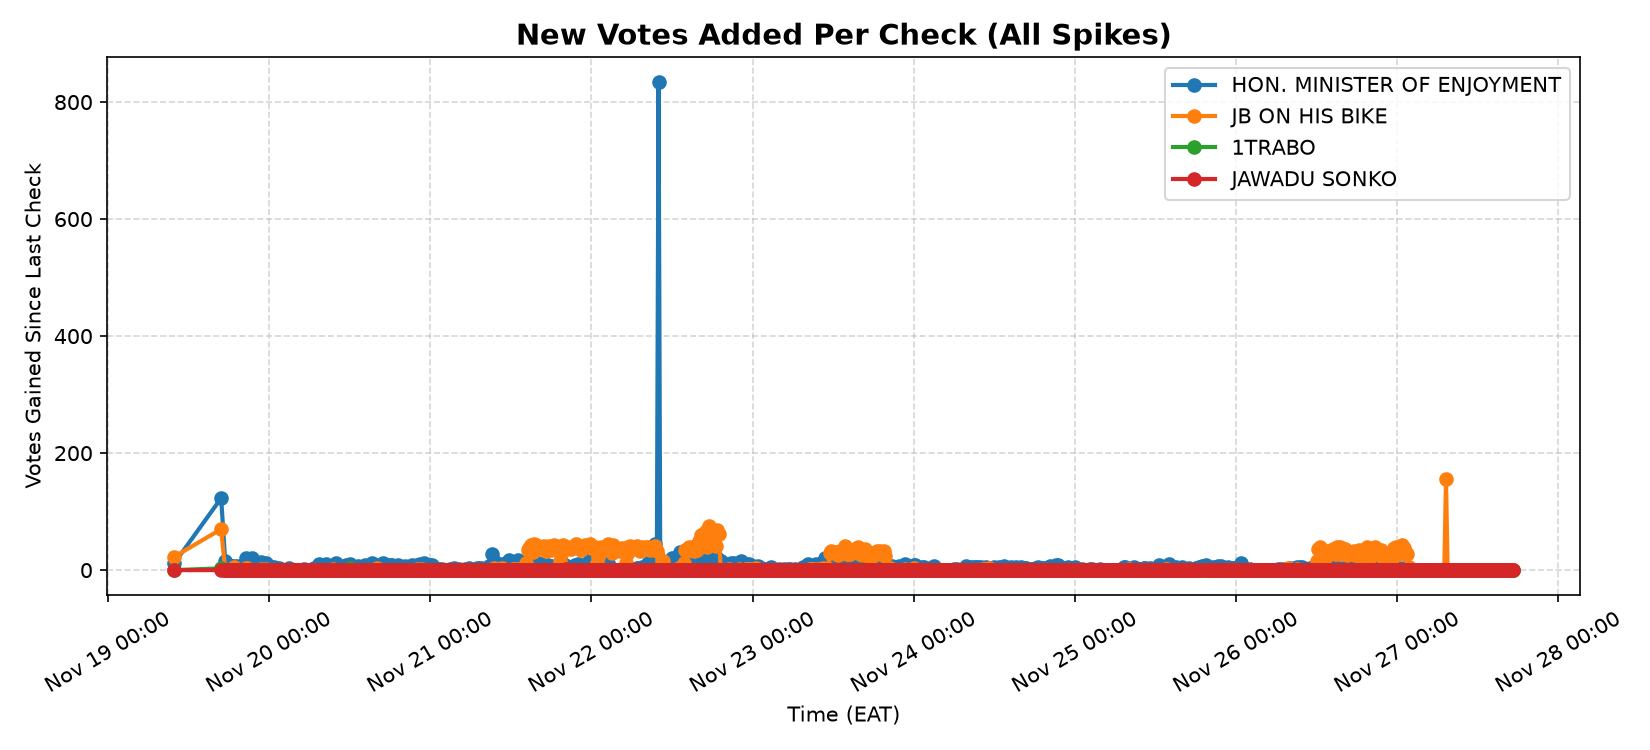 New Votes Added Per Check (All Spikes)
HON. MINISTER OF ENJOYMENT
JB ON HIS BIKE
1TRABO
JAWADU SONKO
Votes Gained Since Last Check
800
600
400
200
0
Nov 19 00:00
Nov 20 00:00
Nov 21 00:00
Nov 22 00:00
Nov 23 00:00
Nov 24 00:00
Nov 25 00:00
Nov 26 00:00
Nov 27 00:00
Nov 28 00:00
Time (EAT)